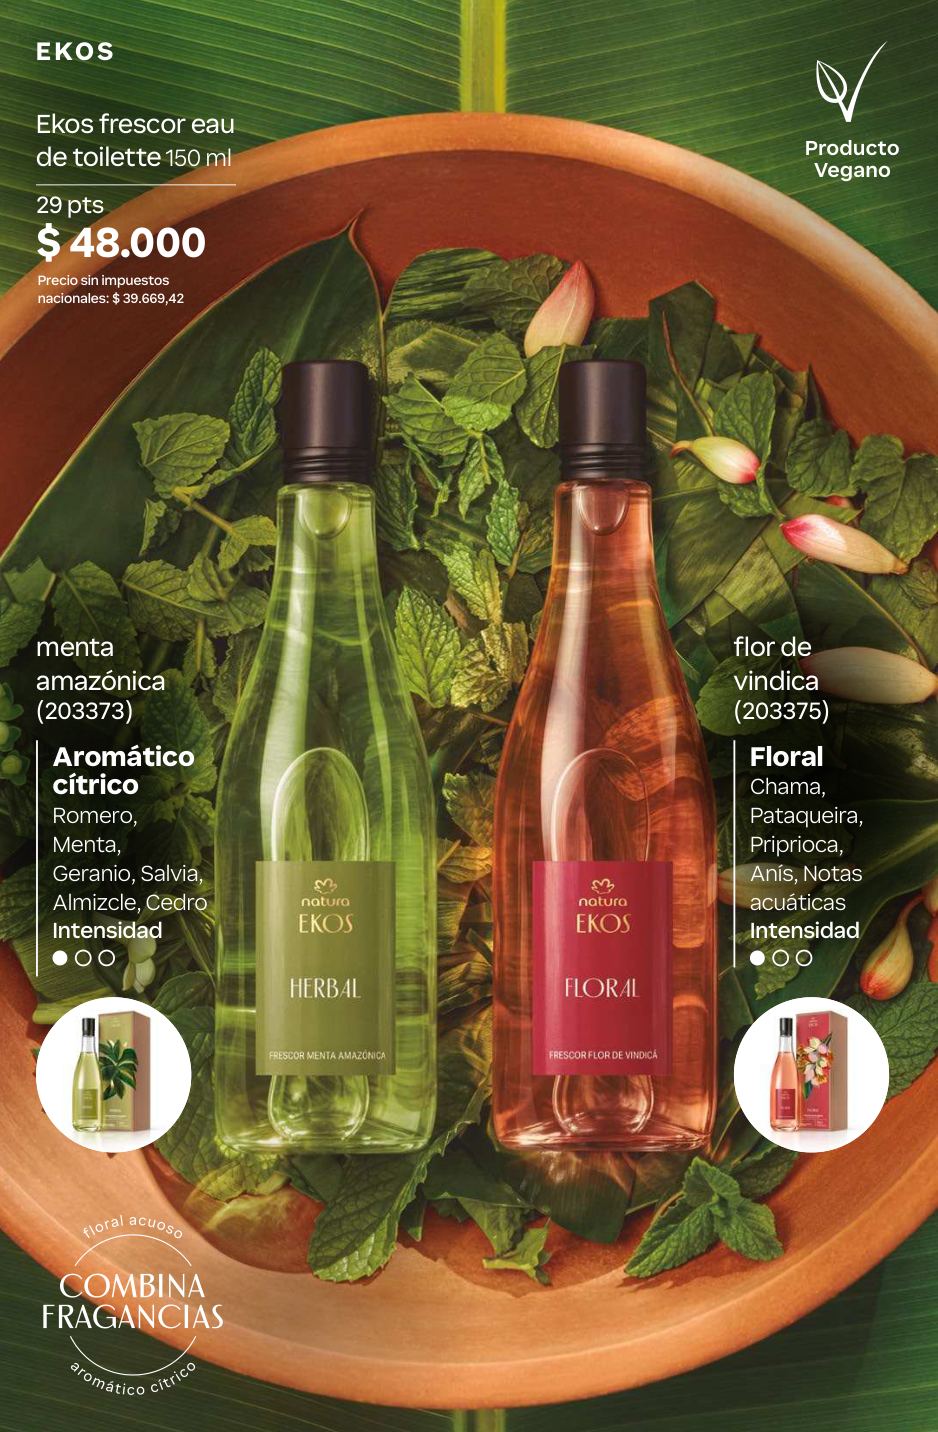 EKOS
Ekos frescor eau
de toilette 150 ml
29 pts
$ 48.000
Precio sin impuestos
nacionales: $ 39.669,42
Producto
Vegano
menta
amazónica
(203373)
Aromático
cítrico
Romero,
Menta,
Geranio, Salvia,
Almizcle, Cedro
Intensidad
flor de
vindica
(203375)
Floral
Chama,
Pataqueira,
Priprioca,
Anís, Notas
acuáticas
Intensidad
natura
EKOS
HERBAL
FRESCOR MENTA AMAZÓNICA
natura
EKOS
FLORAL
FRESCOR FLOR DE VINDICÁ
floral acuoso
COMBINA
FRAGANCIAS
aromático cítrico